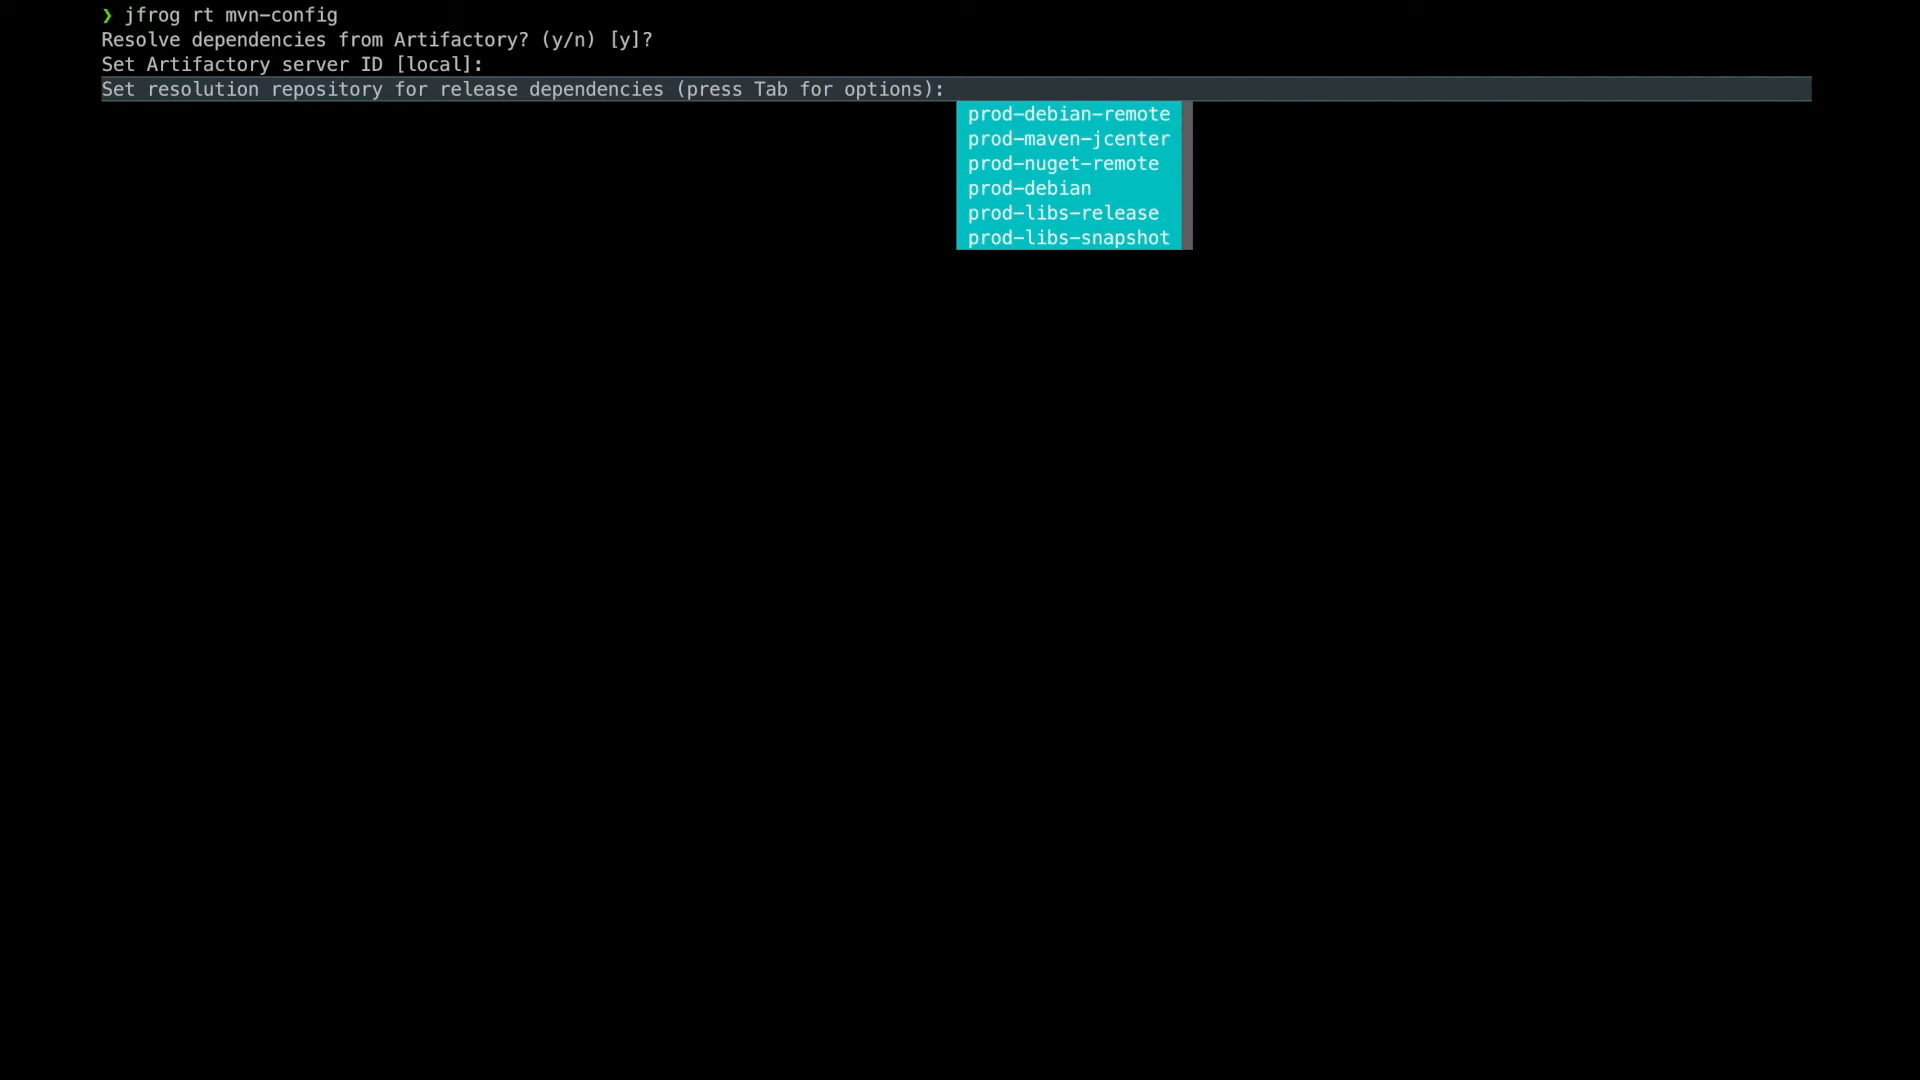 ❯ jfrog rt mvn-config
Resolve dependencies from Artifactory? (y/n) [y]?
Set Artifactory server ID [local]:
Set resolution repository for release dependencies (press Tab for options):
prod-debian-remote
prod-maven-jcenter
prod-nuget-remote
prod-debian
prod-libs-release
prod-libs-snapshot